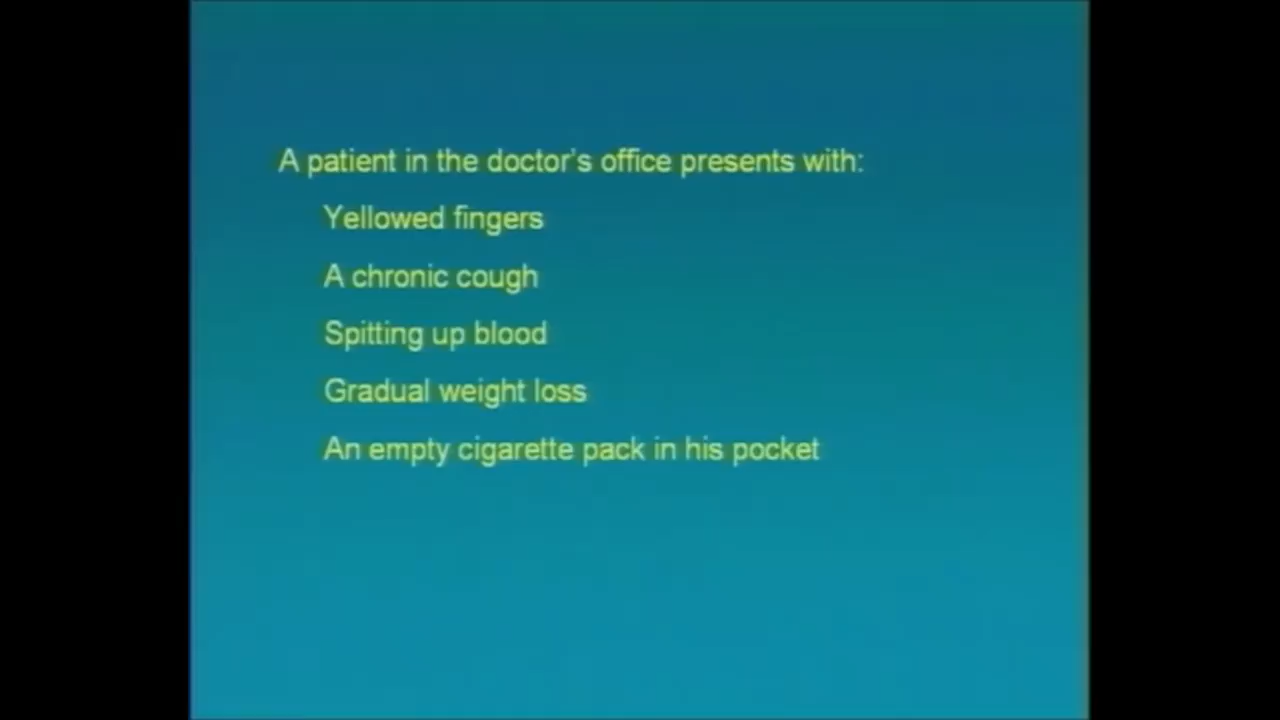 A patient in the doctor's office presents with:
Yellowed fingers
A chronic cough
Spitting up blood
Gradual weight loss
An empty cigarette pack in his pocket